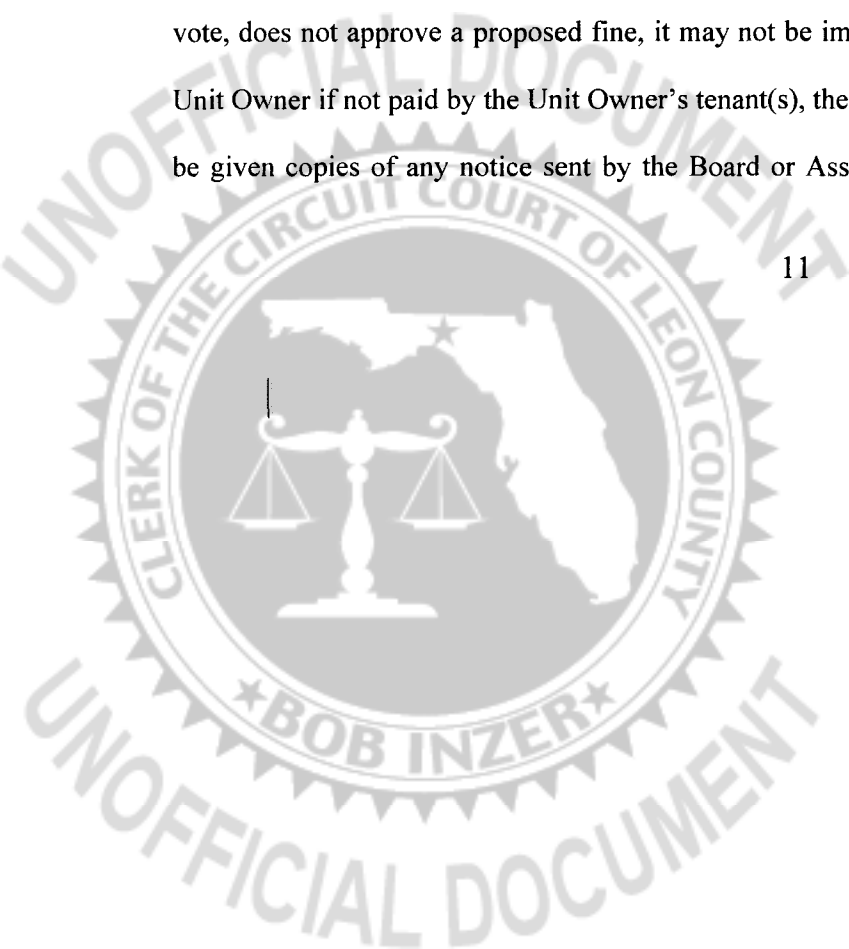 vote, does not approve a proposed fine, it may not be im
Unit Owner if not paid by the Unit Owner's tenant(s), the
be given copies of any notice sent by the Board or Ass
11
UNOFFICIAL DOCUMENT
CLERK OF THE CIRCUIT COURT OF LEON COUNTY
★BOB INZER★
UNOFFICIAL DOCUMENT